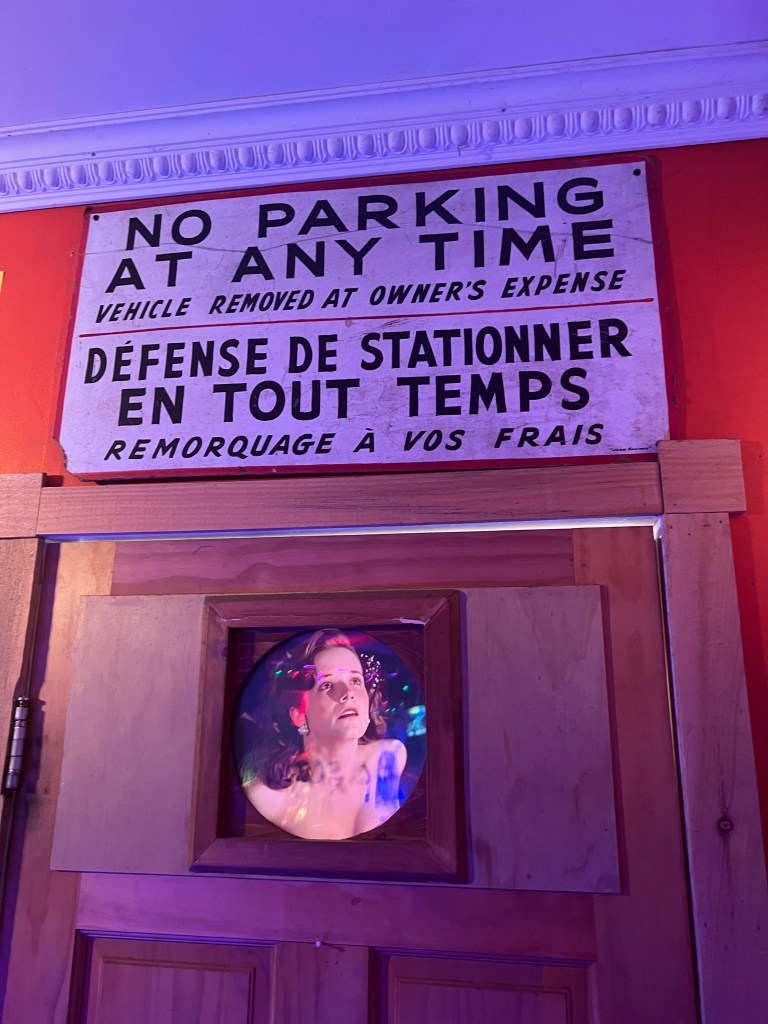 NO PARKING
AT ANY TIME
VEHICLE REMOVED AT OWNER'S EXPENSE
DÉFENSE DE STATIONNER
EN TOUT TEMPS
REMORQUAGE À VOS FRAIS